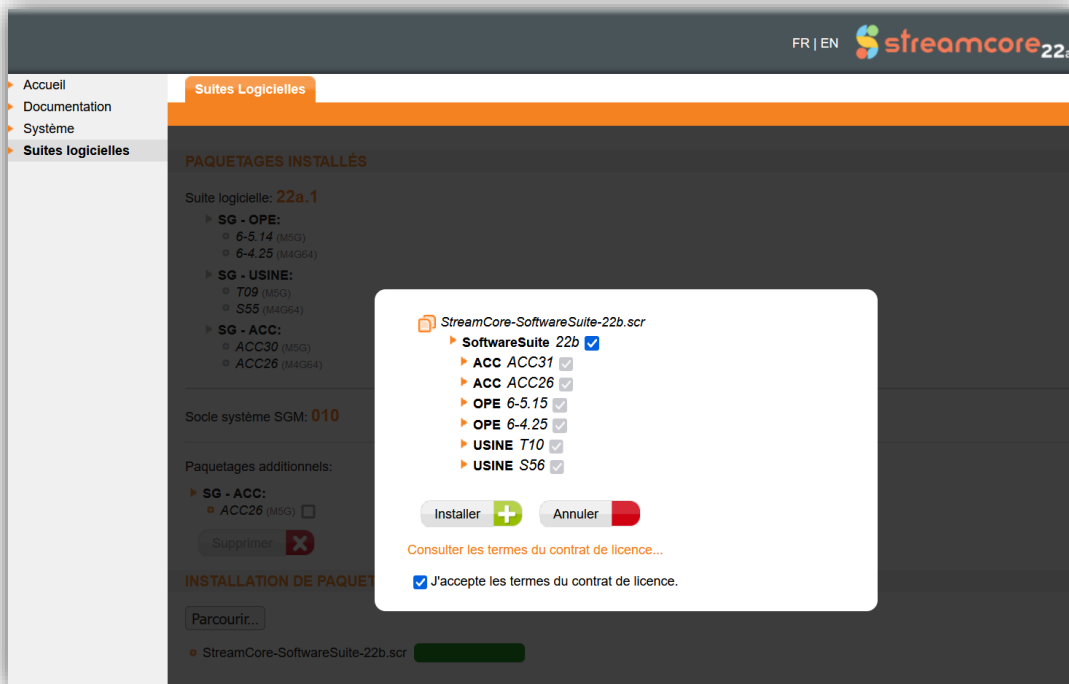 FR | EN
streamcore
Accueil
Documentation
Système
Suites logicielles
Suites Logicielles
PAQUETAGES INSTALLÉS
Suite logicielle: 22a.1
SG - OPE:
6-5.14 (M5G)
6-4.25 (M4G64)
SG - USINE:
T09 (M5G)
S55 (M4G64)
SG - ACC:
ACC30 (M5G)
ACC26 (M4G64)
Socle système SGM: 010
Paquetages additionnels:
SG - ACC:
ACC26 (M5G)
Supprimer
INSTALLATION DE
Parcourir...
StreamCore-SoftwareSuite-22b.scr
StreamCore-SoftwareSuite-22b.scr
SoftwareSuite 22b
ACC ACC31
ACC ACC26
OPE 6-5.15
OPE 6-4.25
USINE T10
USINE S56
Installer
Annuler
Consulter les termes du contrat de licence...
J'accepte les termes du contrat de licence.